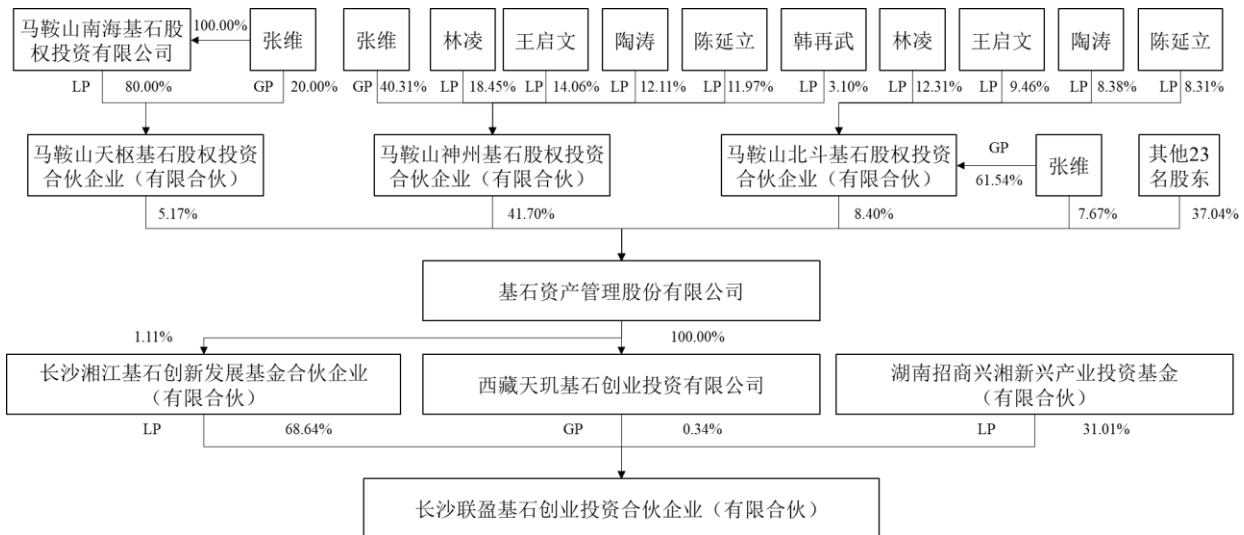 马鞍山南海基石股
权投资有限公司
100.00%
张维
张维
林凌
王启文
陶涛
陈延立
韩再武
林凌
王启文
陶涛
陈延立
LP
80.00%
GP
20.00%
GP
40.31%
LP
18.45%
LP
14.06%
LP
12.11%
LP
11.97%
LP
3.10%
LP
12.31%
LP
9.46%
LP
8.38%
LP
8.31%
马鞍山天枢基石股权投资
合伙企业（有限合伙）
马鞍山神州基石股权投资
合伙企业（有限合伙）
马鞍山北斗基石股权投资
合伙企业（有限合伙）
GP
61.54%
张维
其他23
名股东
5.17%
41.70%
8.40%
7.67%
37.04%
基石资产管理股份有限公司
1.11%
100.00%
长沙湘江基石创新发展基金合伙企业
（有限合伙）
西藏天玑基石创业投资有限公司
湖南招商兴湘新兴产业投资基金
（有限合伙）
LP
68.64%
GP
0.34%
LP
31.01%
长沙联盈基石创业投资合伙企业（有限合伙）